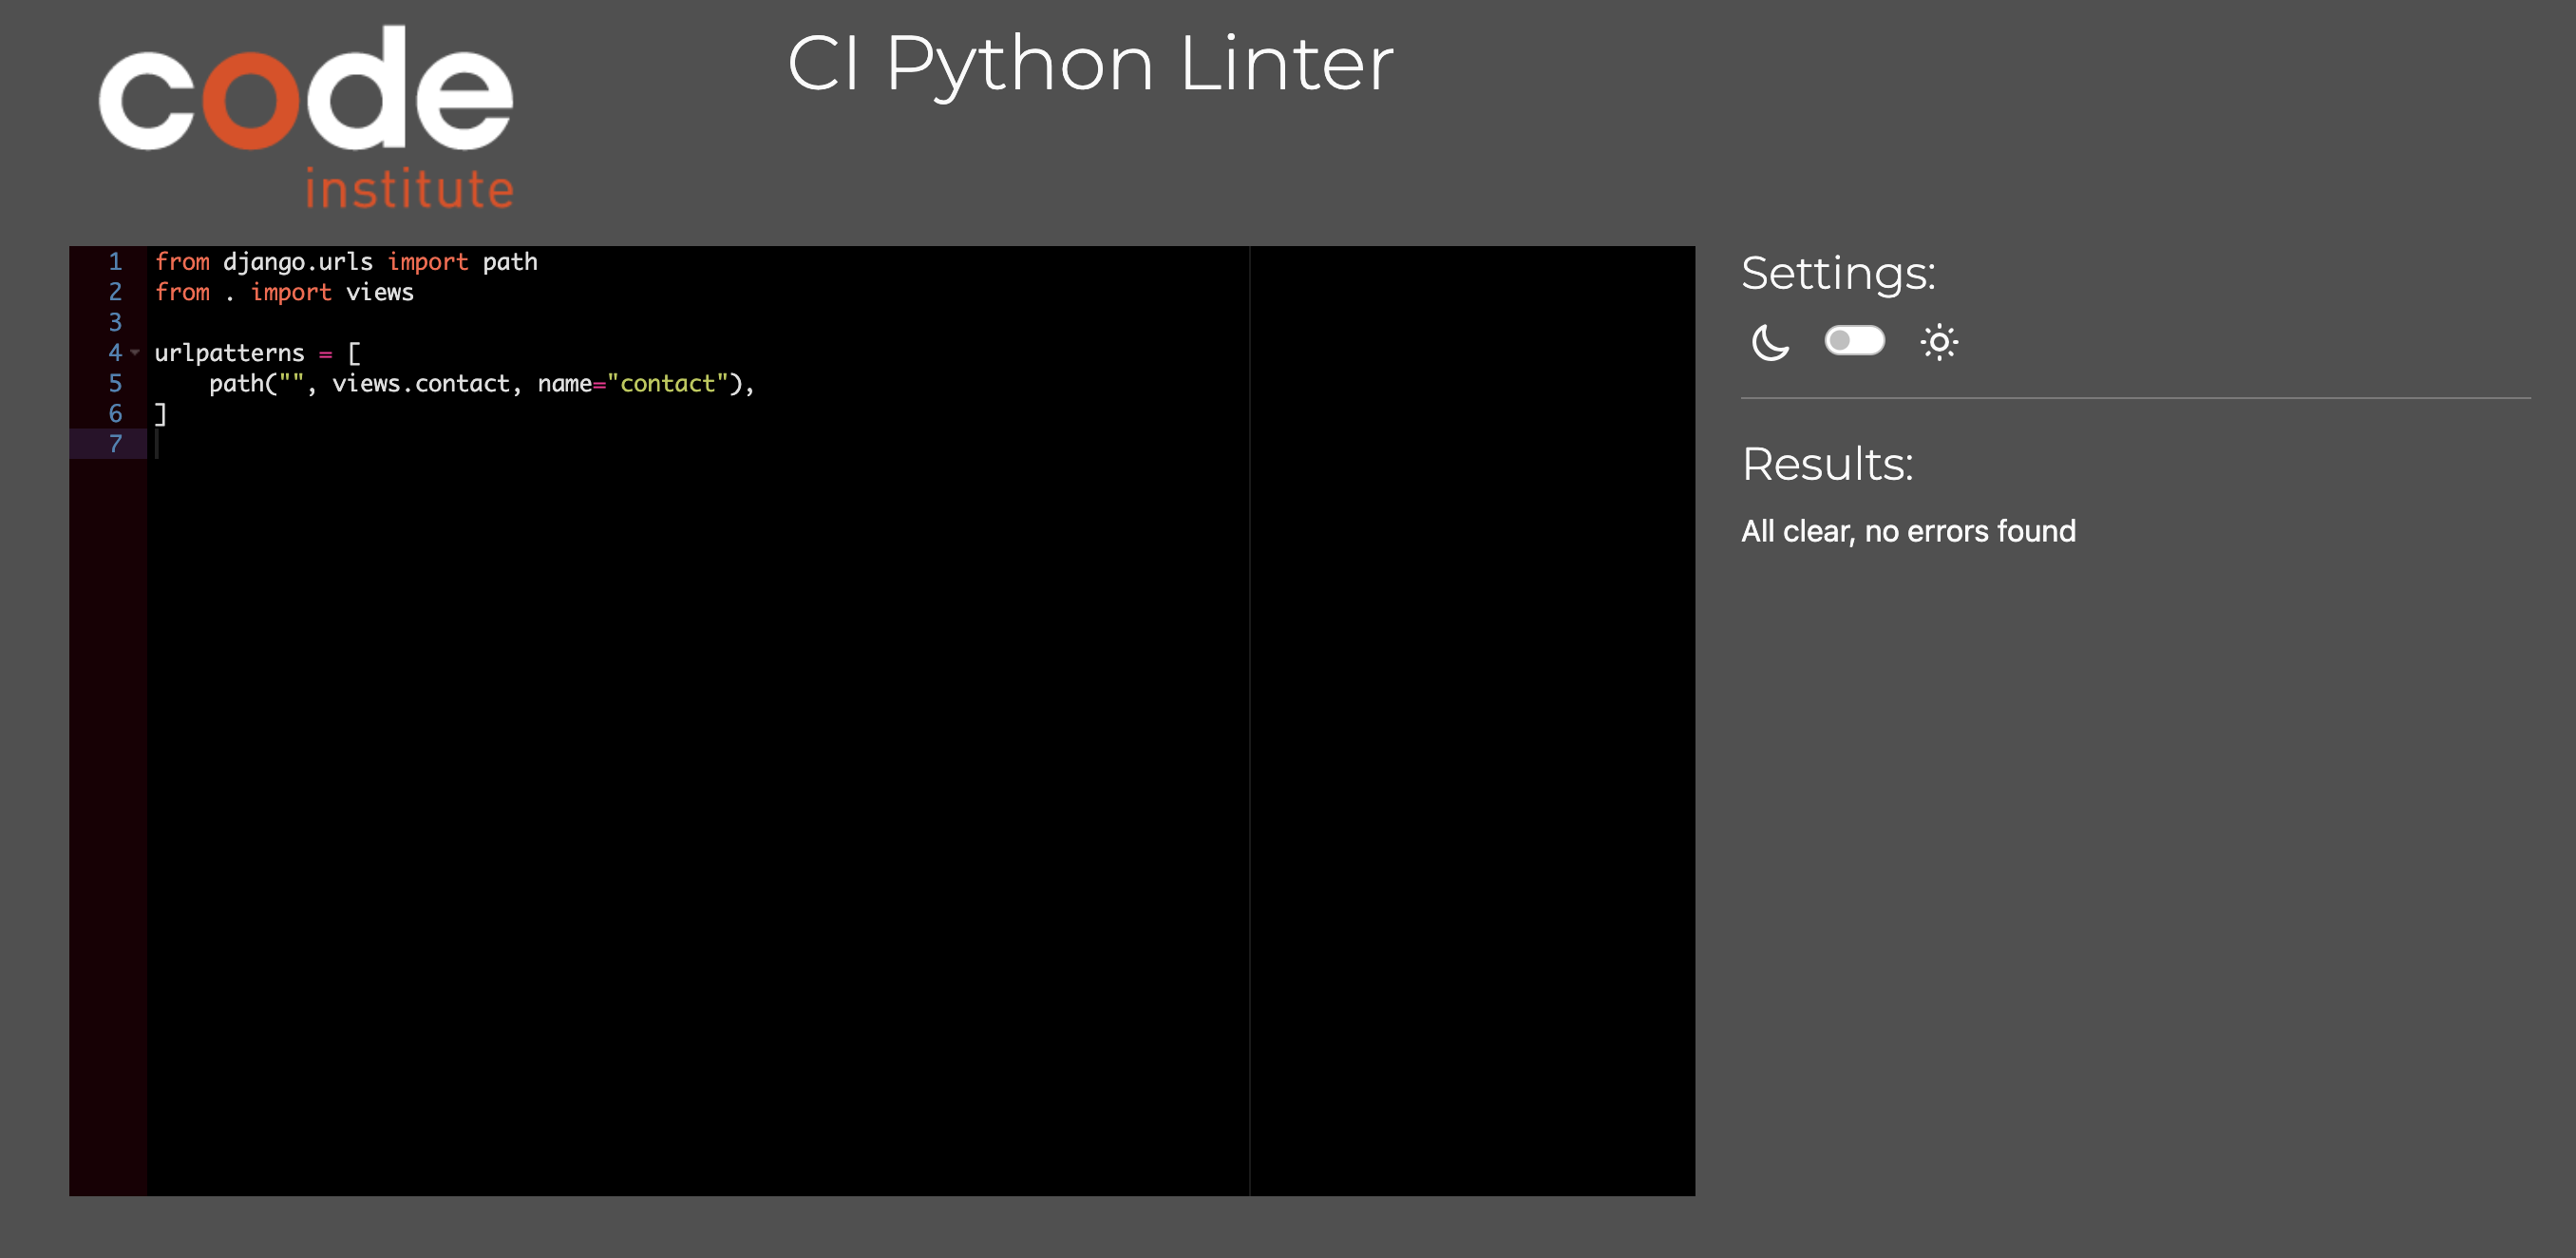 code
institute
CI Python Linter
1 from django.urls import path
2 from . import views
3
4 urlpatterns = [
5     path("", views.contact, name="contact"),
6 ]
7
Settings:
Results:
All clear, no errors found